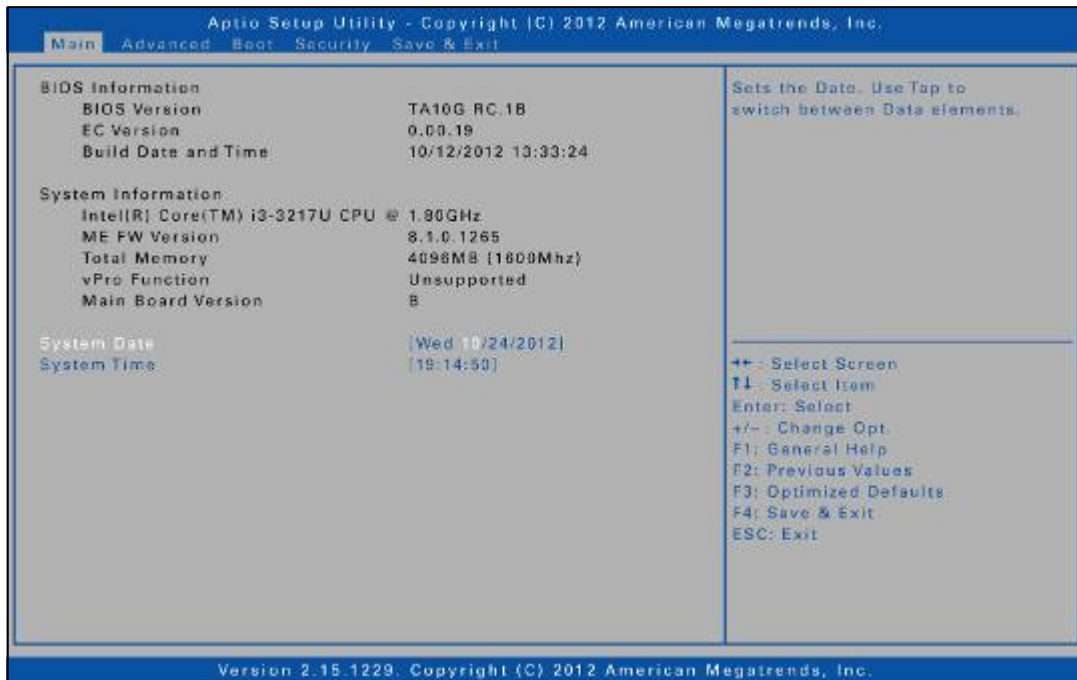 Aptio Setup Utility - Copyright (C) 2012 American Megatrends, Inc.
Main Advanced Boot Security Save & Exit
BIOS Information
BIOS Version TA10G RC.1B
EC Version 0.00.19
Build Date and Time 10/12/2012 13:33:24
System Information
Intel(R) Core(TM) i3-3217U CPU @ 1.80GHz
ME FW Version 8.1.0.1265
Total Memory 4096MB (1600Mhz)
vPro Function Unsupported
Main Board Version B
System Date [Wed 10/24/2012]
System Time [19:14:50]
Sets the Date. Use Tap to
switch between Data elements.
→←: Select Screen
↑↓: Select Item
Enter: Select
+/-: Change Opt.
F1: General Help
F2: Previous Values
F3: Optimized Defaults
F4: Save & Exit
ESC: Exit
Version 2.15.1229. Copyright (C) 2012 American Megatrends, Inc.